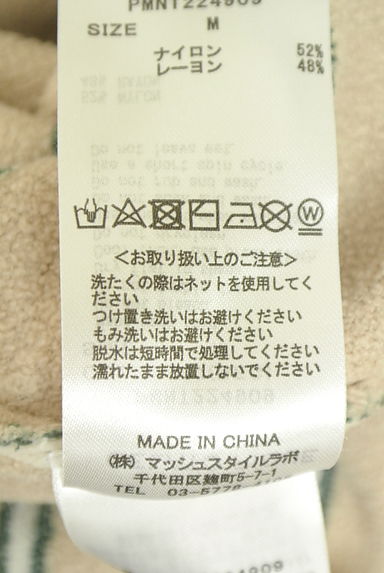 PMNT224909
SIZE M
ナイロン 52%
レーヨン 48%
<お取り扱い上のご注意>
洗たくの際はネットを使用してく
ださい
つけ置き洗いはお避けください
もみ洗いはお避けください
脱水は短時間で処理してください
濡れたまま放置しないでください
MADE IN CHINA
(株) マッシュスタイルラボ
千代田区麹町5-7-1
TEL